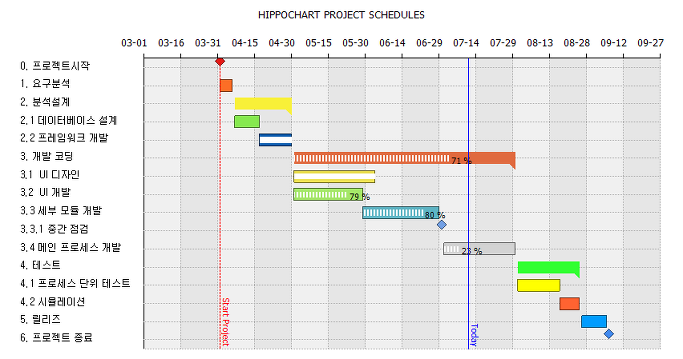 HIPPOCHART PROJECT SCHEDULES
03-01 03-16 03-31 04-15 04-30 05-15 05-30 06-14 06-29 07-14 07-29 08-13 08-28 09-12 09-27
0. 프로젝트시작
1. 요구분석
2. 분석설계
2.1 데이터베이스 설계
2.2 프레임워크 개발
3. 개발 코딩
71 %
3.1 UI 디자인
3.2 UI 개발
79 %
3.3 세부 모듈 개발
80 %
3.3.1 중간 점검
3.4 메인 프로세스 개발
23 %
4. 테스트
4.1 프로세스 단위 테스트
4.2 시뮬레이션
5. 릴리즈
6. 프로젝트 종료
Start Project
Today